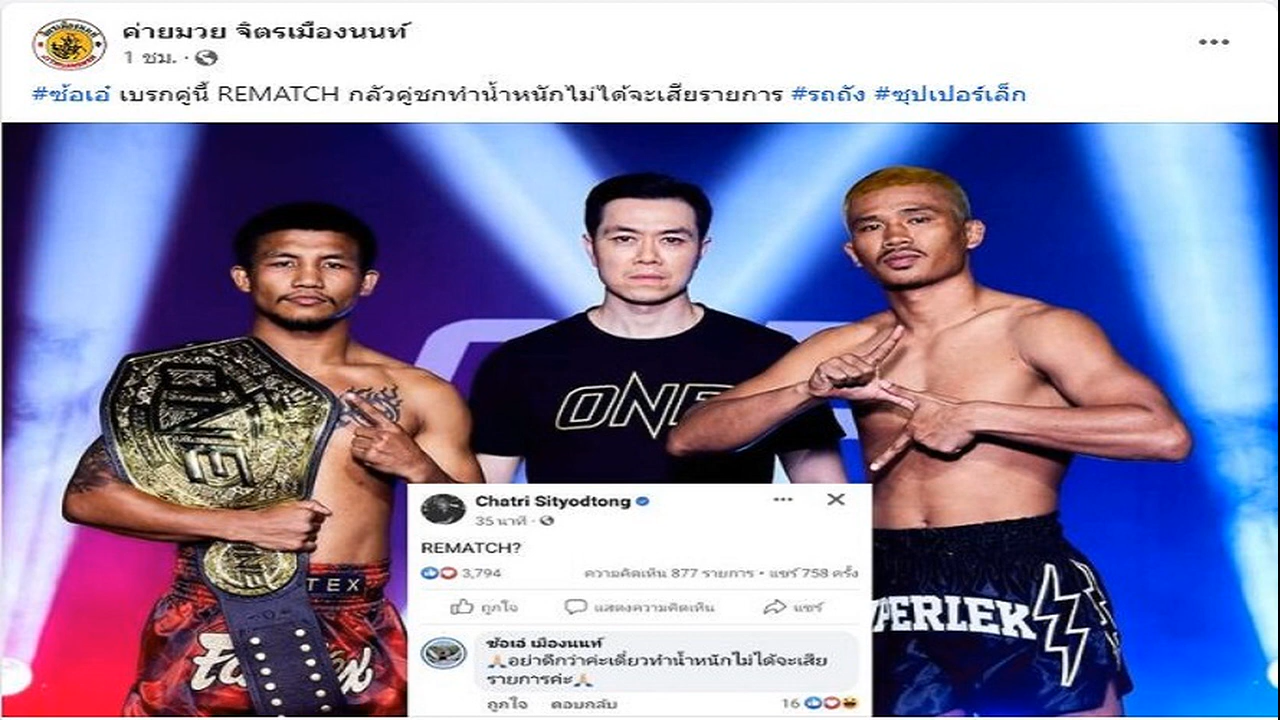 ค่ายมวย จิตรเมืองนนท์
1 ชม. ·
#ซ้อเอ๋ เบรกคู่นี้ REMATCH กลัวคู่ชกทำน้ำหนักไม่ได้จะเสียรายการ #รถถัง #ซุปเปอร์เล็ก
ONE
ONE
TEX
Fa
ex
PERLEK
Chatri Sityodtong
35 นาที ·
REMATCH?
3,794 ความคิดเห็น 877 รายการ • แชร์ 758 ครั้ง
ถูกใจ แสดงความคิดเห็น แชร์
ซ้อเอ๋ เมืองนนท์
🙏🏻อย่าดีกว่าค่ะเดี๋ยวทำน้ำหนักไม่ได้จะเสีย
รายการค่ะ🙏🏻
ถูกใจ ตอบกลับ 16